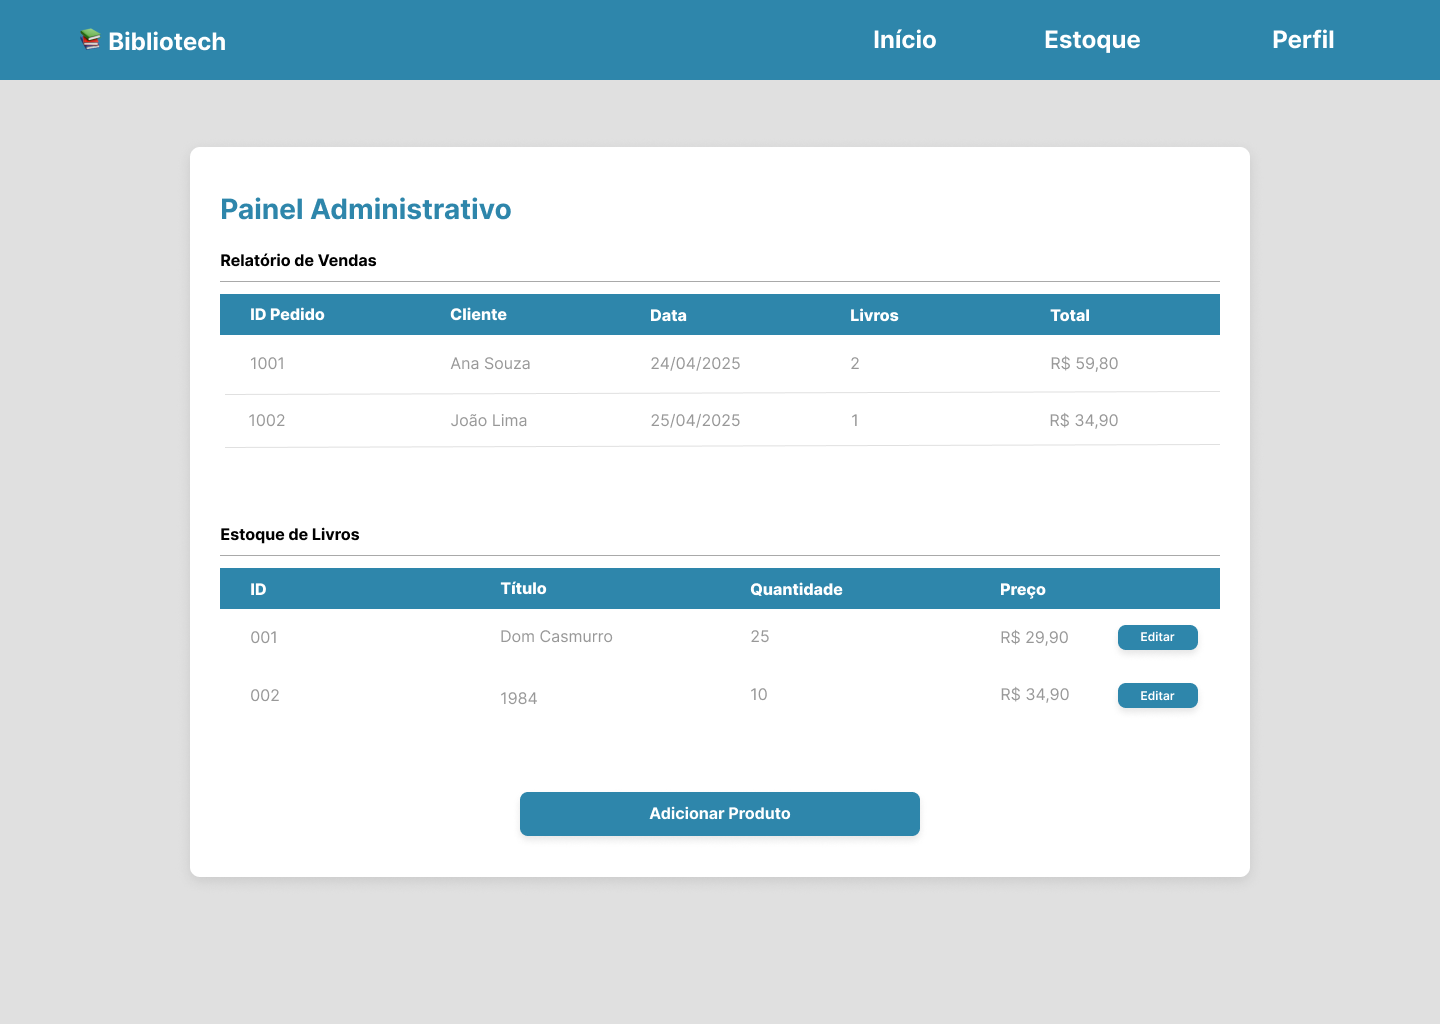 Bibliotech Início Estoque Perfil
Painel Administrativo
Relatório de Vendas
ID Pedido Cliente Data Livros Total
1001 Ana Souza 24/04/2025 2 R$ 59,80
1002 João Lima 25/04/2025 1 R$ 34,90
Estoque de Livros
ID Título Quantidade Preço
001 Dom Casmurro 25 R$ 29,90 Editar
002 1984 10 R$ 34,90 Editar
Adicionar Produto